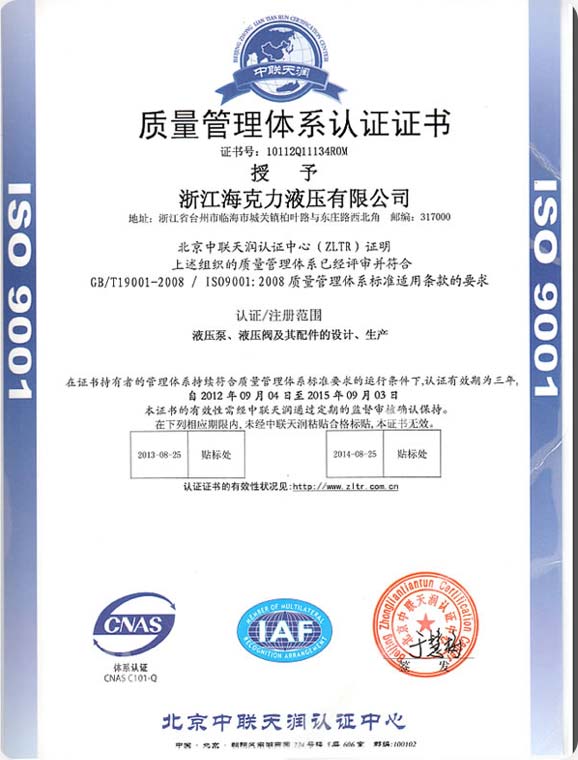 BEIJING ZHONG LIAN TIAN RUN CERTIFICATION CENTER
中联天润
质量管理体系认证证书
证书号: 10112Q11134R0M
授 予
浙江海克力液压有限公司
地址: 浙江省台州市临海市城关镇柏叶路与东庄路西北角 邮编: 317000
北京中联天润认证中心 (ZLTR) 证明
上述组织的质量管理体系已经评审并符合
GB/T19001-2008 / ISO9001:2008 质量管理体系标准适用条款的要求
认证/注册范围
液压泵、液压阀及其配件的设计、生产
在证书持有者的管理体系持续符合质量管理体系标准要求的运行条件下,认证有效期为三年,
自 2012 年 09 月 04 日至 2015 年 09 月 03 日
本证书的有效性需经中联天润通过定期的监督审核确认保持。
在下列相应期限内, 未经中联天润粘贴合格标贴, 本证书无效。
2013-08-25 贴标处 2014-08-25 贴标处
认证证书的有效性状况见:http://www.zltr.com.cn
ISO 9001
ISO 9001
CNAS
体系认证
CNAS C101-Q
MEMBER OF MULTILATERAL
IAF
RECOGNITION ARRANGEMENT
Beijing Zhongliantianrun Certification Center
北京中联天润认证中心
签 发
北京中联天润认证中心
中国 · 北京 · 朝阳区 606 室 邮编:100102